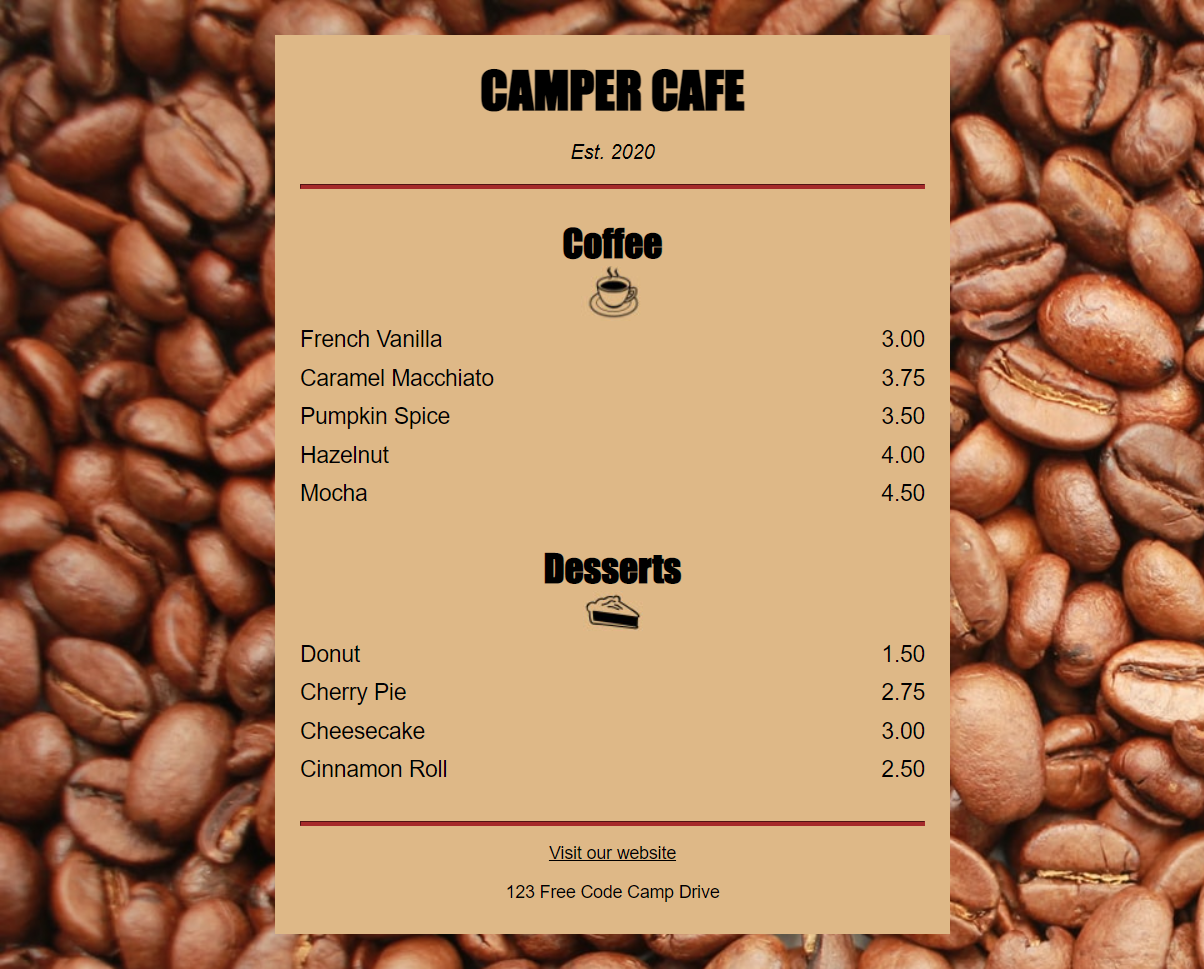 CAMPER CAFE
Est. 2020
Coffee
French Vanilla 3.00
Caramel Macchiato 3.75
Pumpkin Spice 3.50
Hazelnut 4.00
Mocha 4.50
Desserts
Donut 1.50
Cherry Pie 2.75
Cheesecake 3.00
Cinnamon Roll 2.50
Visit our website
123 Free Code Camp Drive